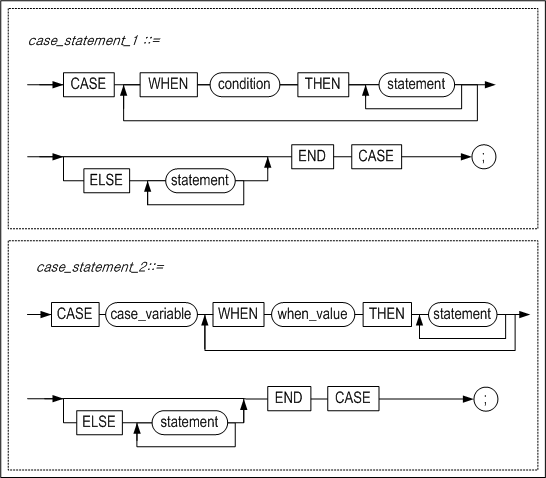 case_statement_1 ::=
CASE WHEN condition THEN statement
END CASE ;
ELSE statement
case_statement_2::=
CASE case_variable WHEN when_value THEN statement
END CASE ;
ELSE statement